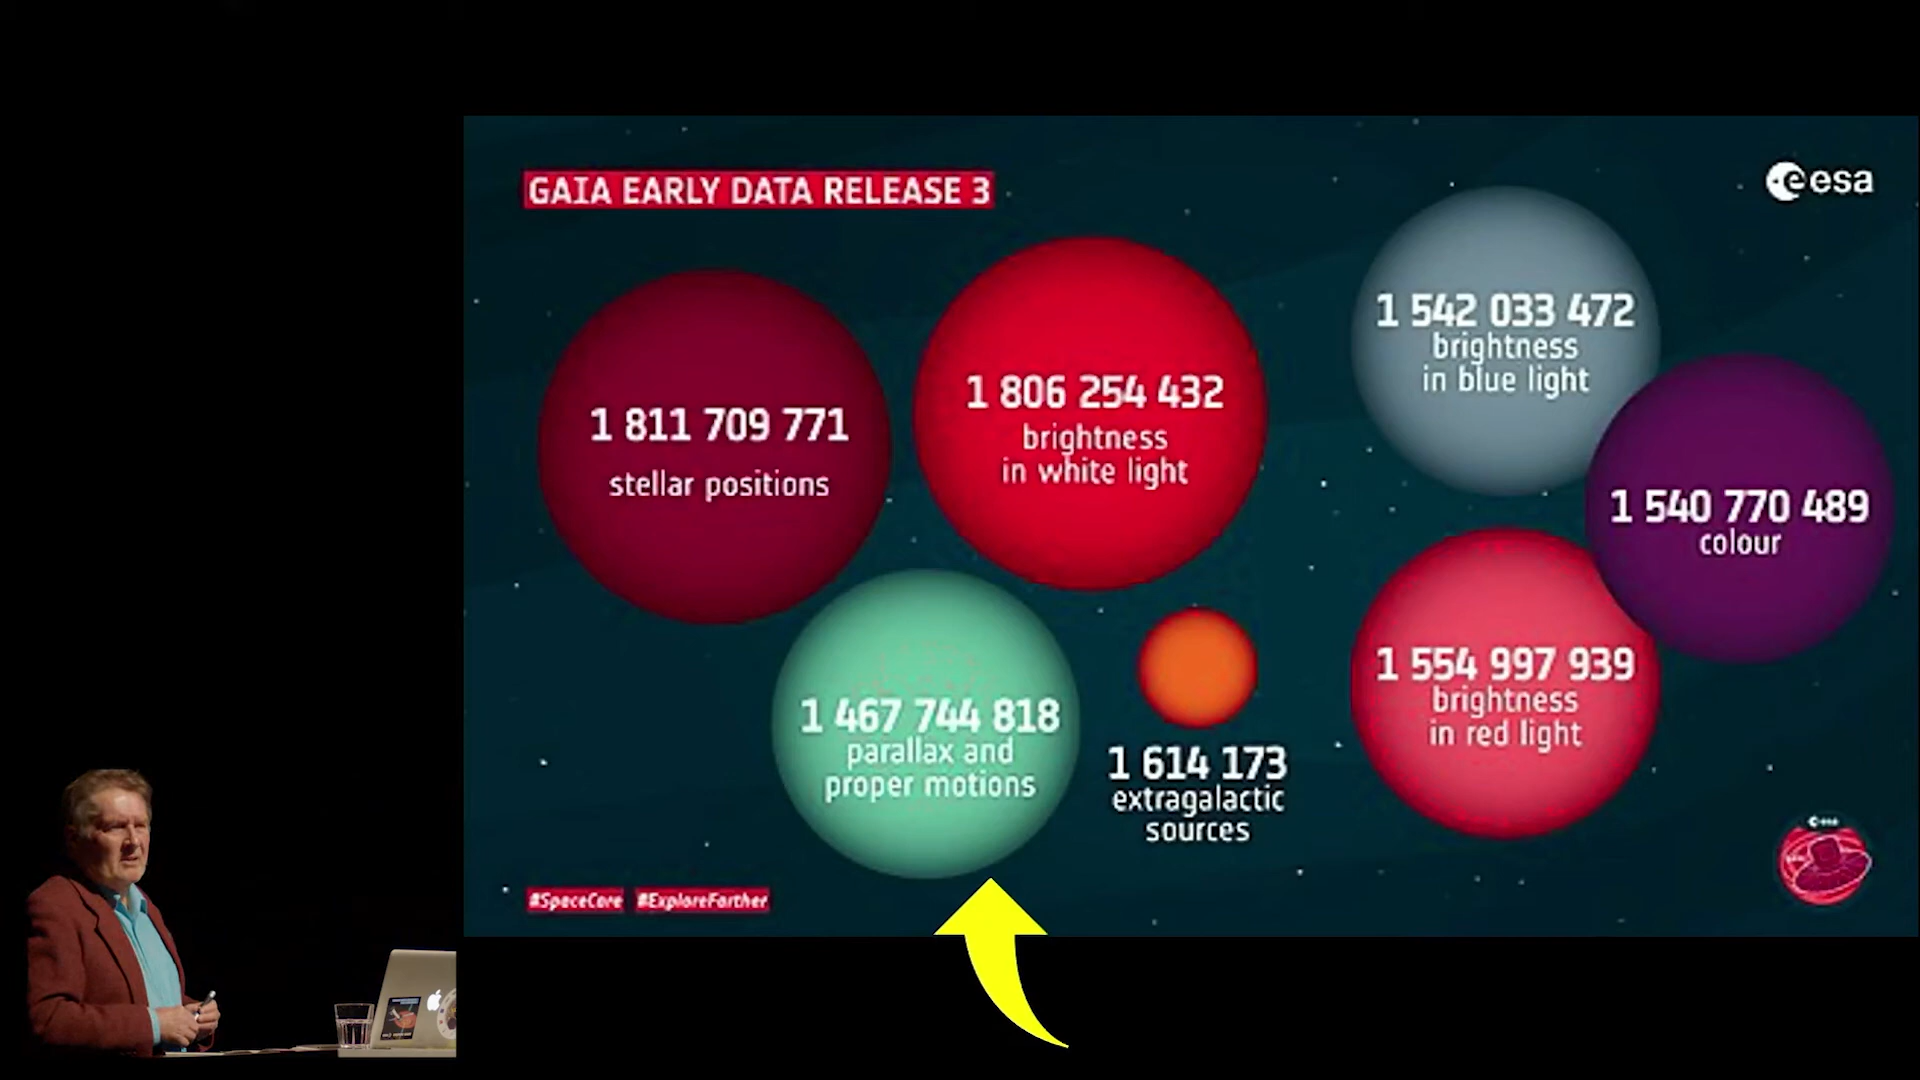 GAIA EARLY DATA RELEASE 3
esa
1 811 709 771
stellar positions
1 806 254 432
brightness
in white light
1 542 033 472
brightness
in blue light
1 540 770 489
colour
1 467 744 818
parallax and
proper motions
1 614 173
extragalactic
sources
1 554 997 939
brightness
in red light
#SpaceCare #ExploreFarther
esa